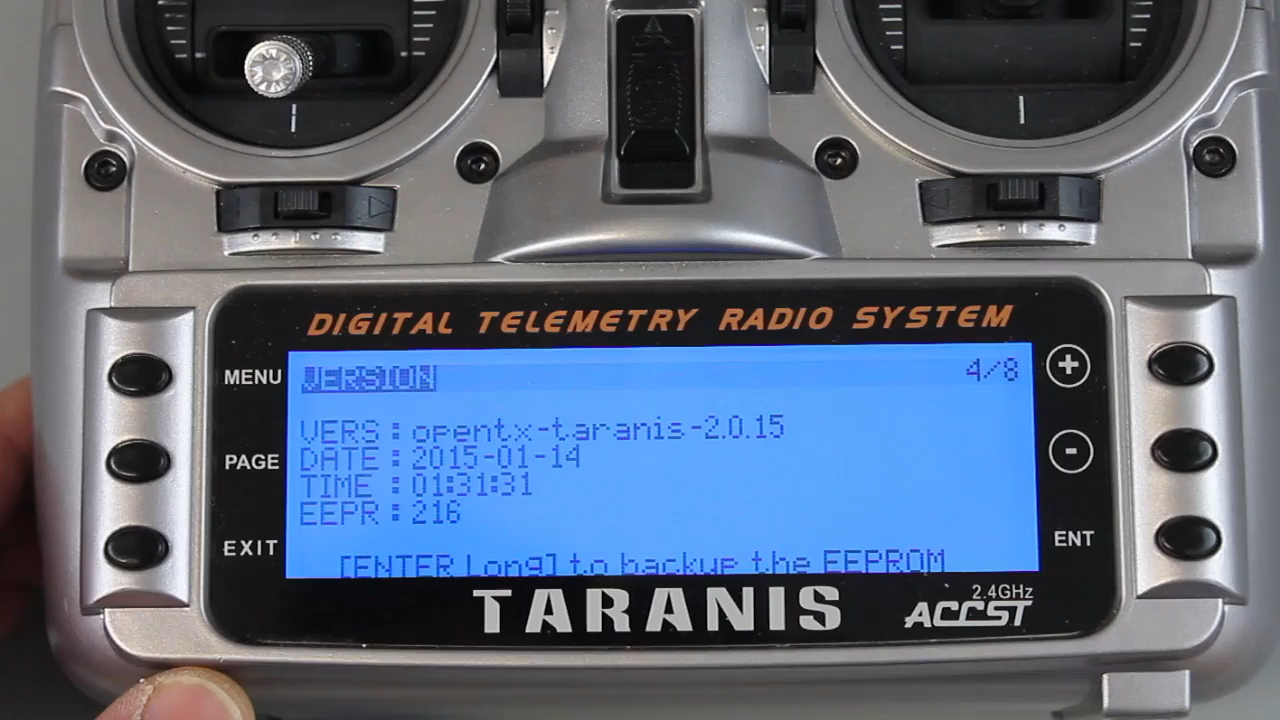 DIGITAL TELEMETRY RADIO SYSTEM
MENU
PAGE
EXIT
VERSION 4/8
VERS : opentx-taranis-2.0.15
DATE : 2015-01-14
TIME : 01:31:31
EEPR : 216
[ENTER Long] to backup the EEPROM
+
-
ENT
TARANIS
2.4GHz
ACCST